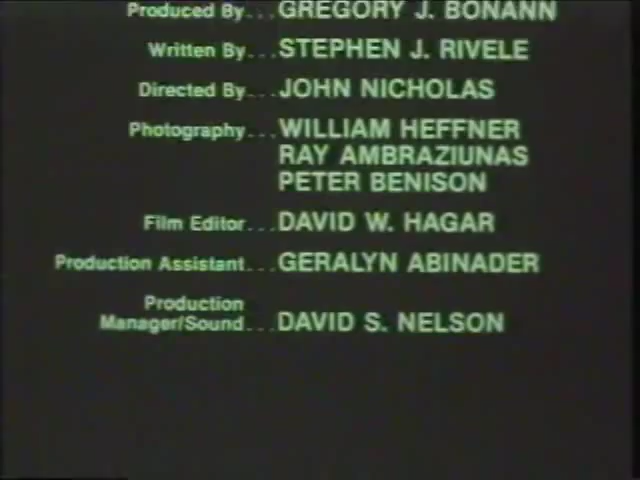 Produced By...GREGORY J. BONANN
Written By...STEPHEN J. RIVELE
Directed By...JOHN NICHOLAS
Photography...WILLIAM HEFFNER
RAY AMBRAZIUNAS
PETER BENISON
Film Editor...DAVID W. HAGAR
Production Assistant...GERALYN ABINADER
Production
Manager/Sound...DAVID S. NELSON